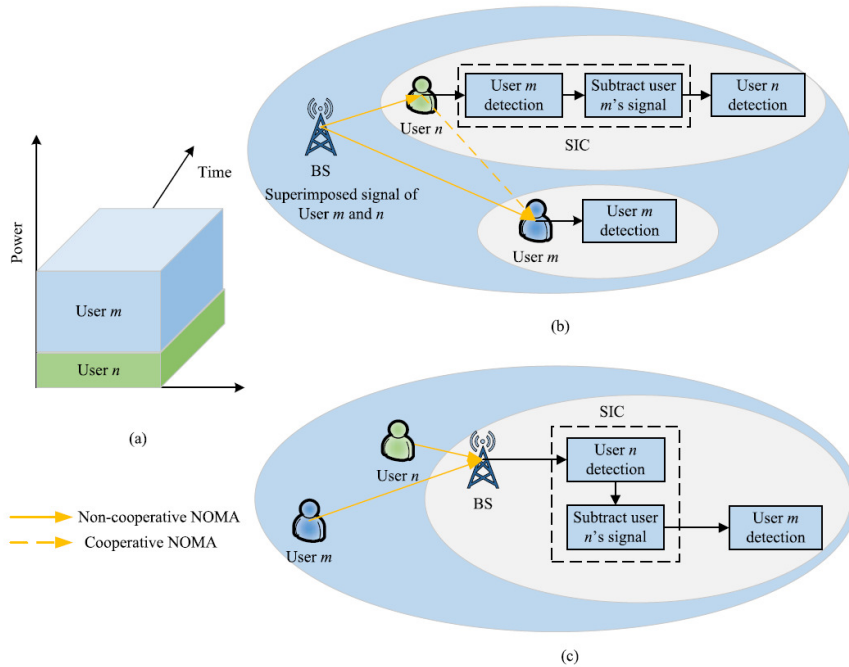 Power
Time
User m
User n
(a)
BS
Superimposed signal of
User m and n
User n
User m
detection
Subtract user
m's signal
User n
detection
SIC
User m
User m
detection
(b)
Non-cooperative NOMA
Cooperative NOMA
User n
User m
BS
SIC
User n
detection
Subtract user
n's signal
User m
detection
(c)